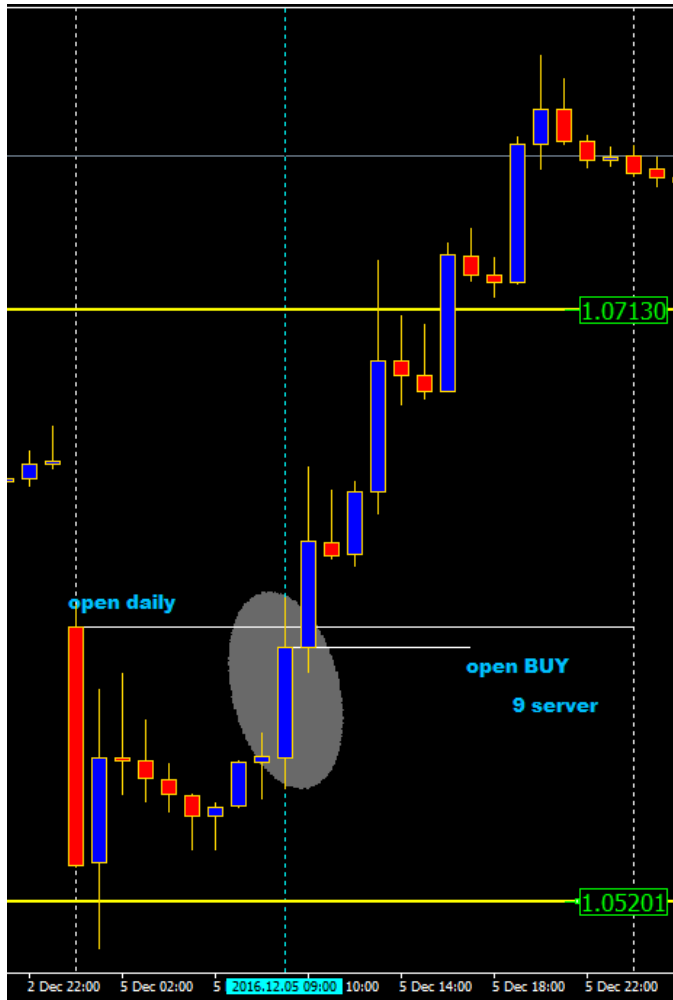 1.07130
open daily
open BUY
9 server
1.05201
2 Dec 22:00 5 Dec 02:00 5 2016.12.05 09:00 10:00 5 Dec 14:00 5 Dec 18:00 5 Dec 22:00